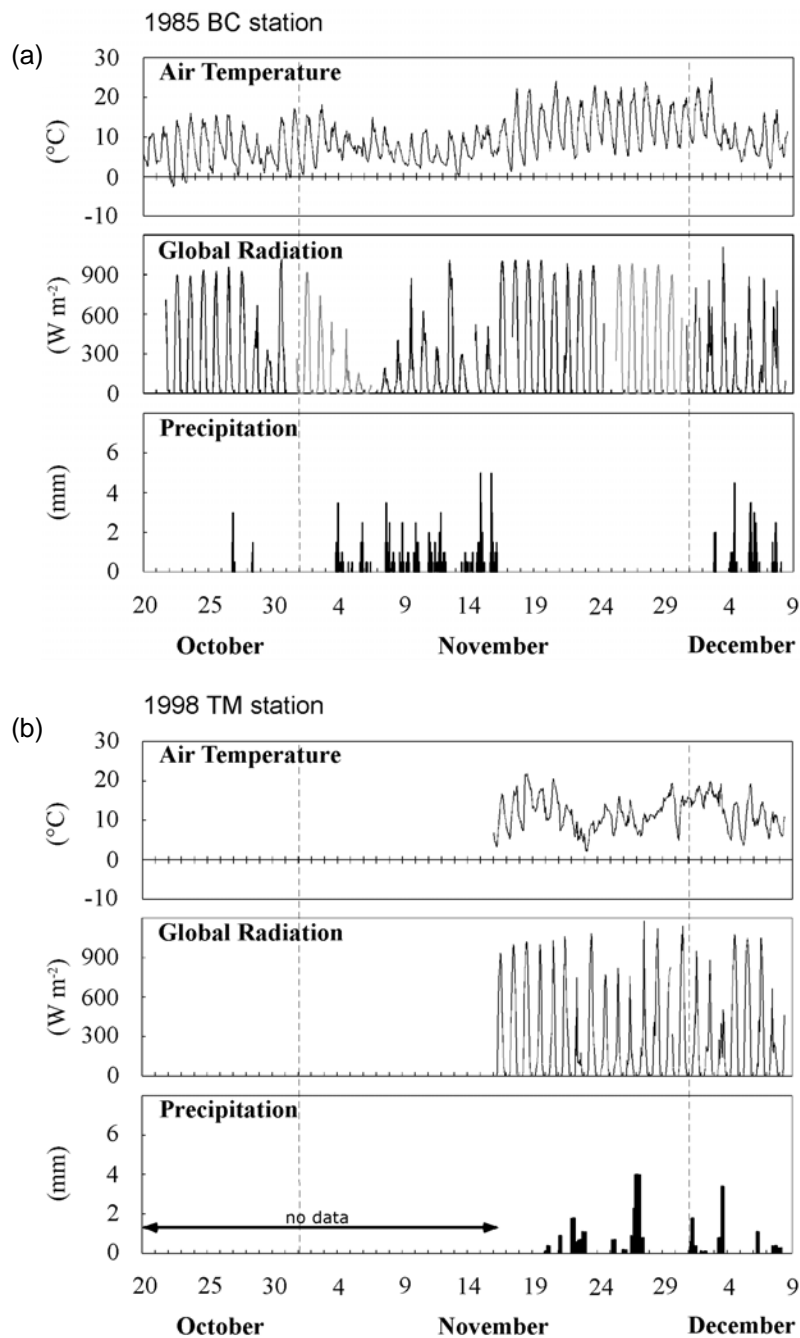 1985 BC station
(a)
Air Temperature
30
20
10
0
-10
(°C)
Global Radiation
900
600
300
0
(W m⁻²)
Precipitation
6
4
2
0
(mm)
20 25 30 4 9 14 19 24 29 4 9
October November December
1998 TM station
(b)
Air Temperature
30
20
10
0
-10
(°C)
Global Radiation
900
600
300
0
(W m⁻²)
Precipitation
6
4
2
0
(mm)
no data
20 25 30 4 9 14 19 24 29 4 9
October November December